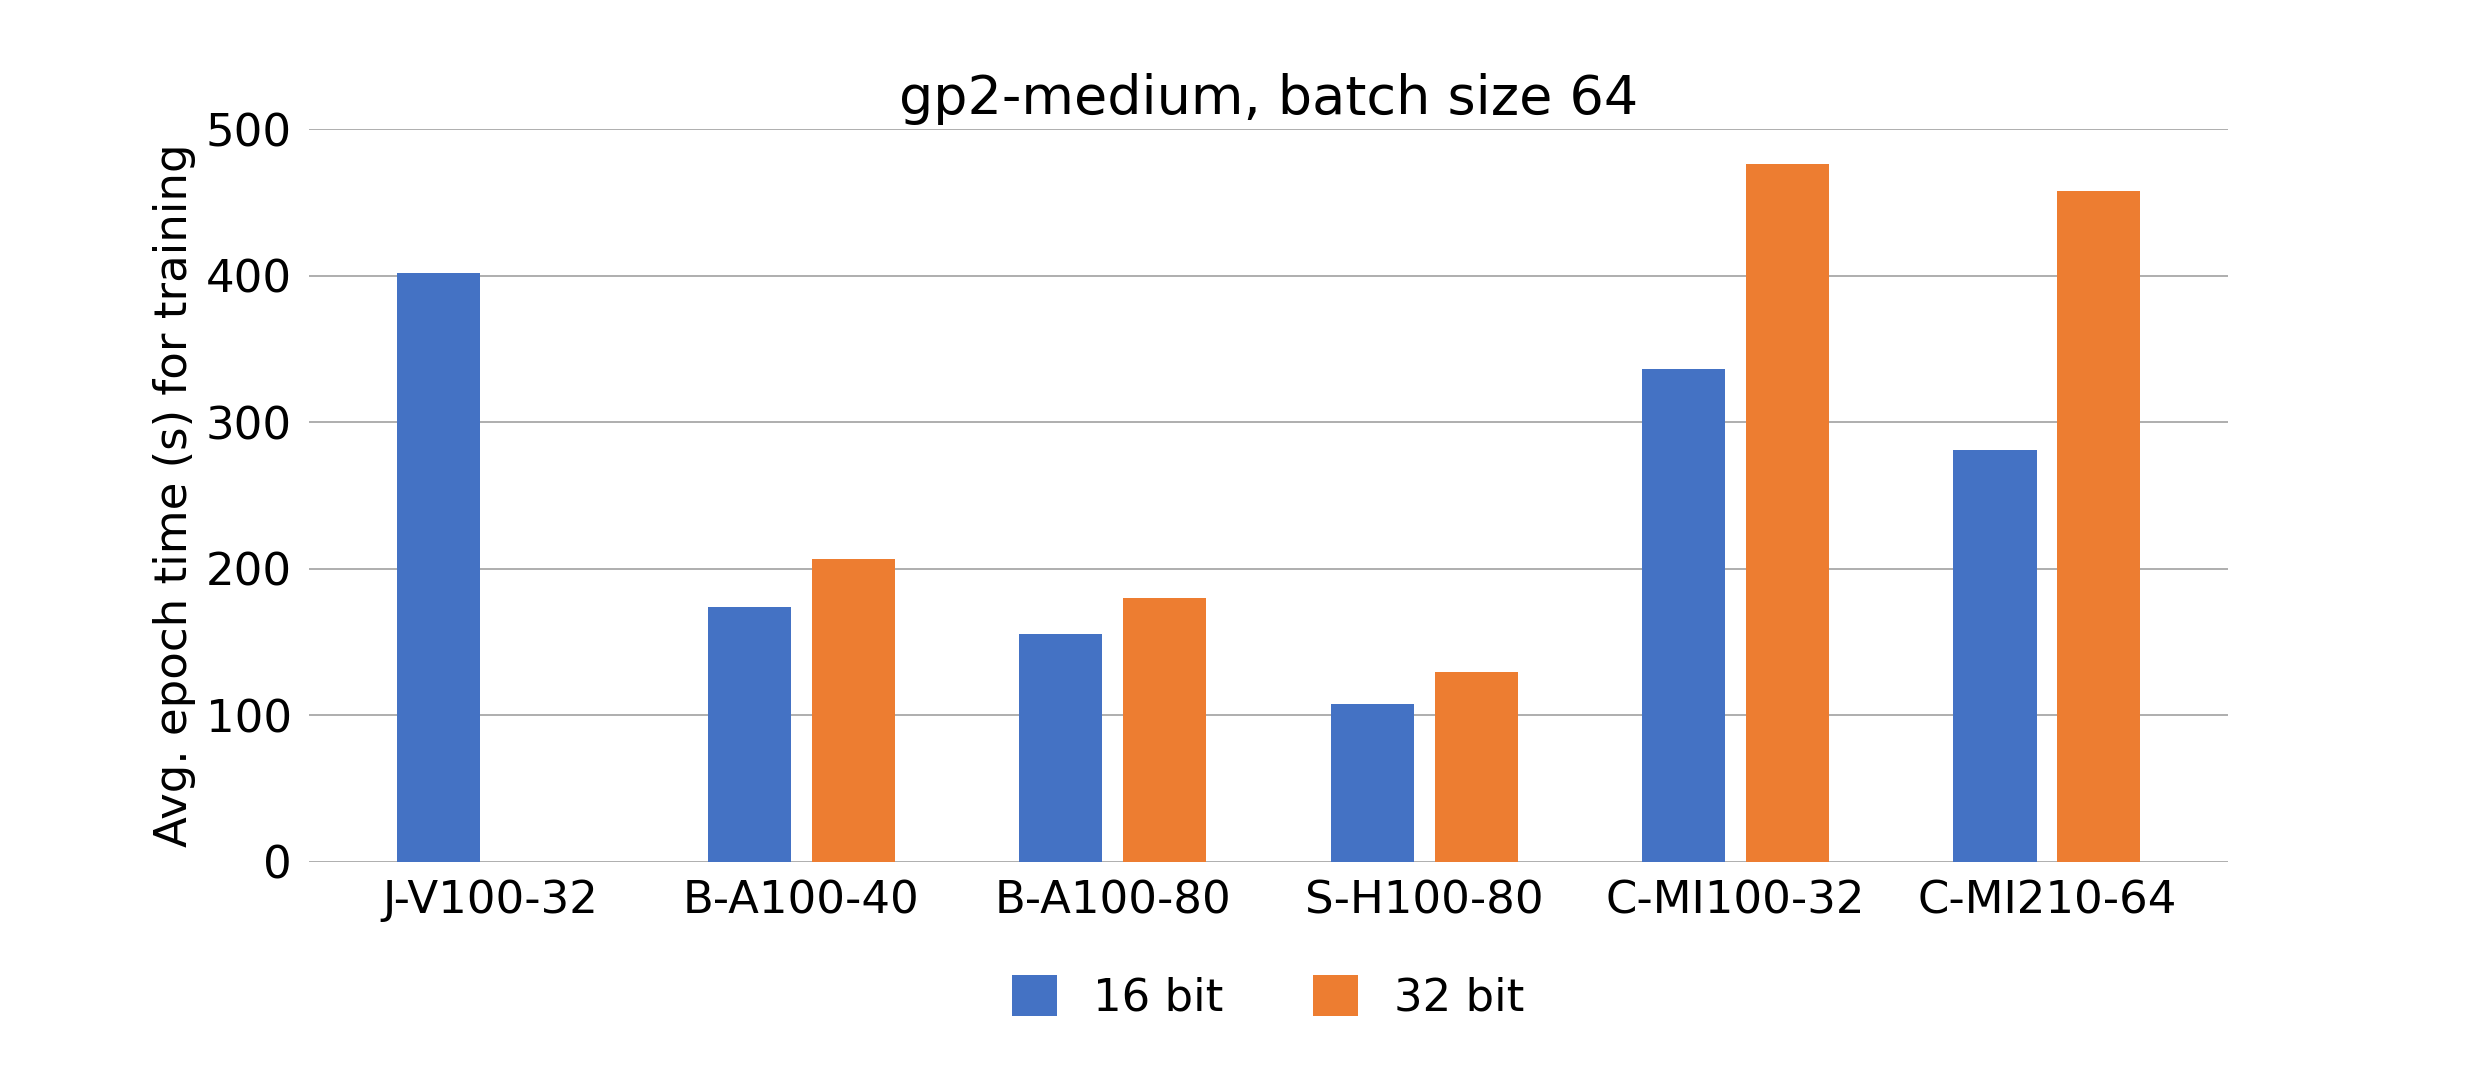 gp2-medium, batch size 64
Avg. epoch time (s) for training
500
400
300
200
100
0
J-V100-32
B-A100-40
B-A100-80
S-H100-80
C-MI100-32
C-MI210-64
16 bit
32 bit